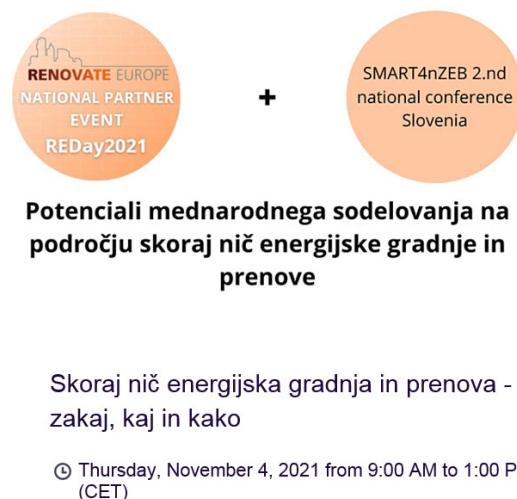 RENOVATE EUROPE
NATIONAL PARTNER
EVENT
REDay2021
+
SMART4nZEB 2.nd
national conference
Slovenia
Potenciali mednarodnega sodelovanja na
področju skoraj nič energijske gradnje in
prenove
Skoraj nič energijska gradnja in prenova -
zakaj, kaj in kako
Thursday, November 4, 2021 from 9:00 AM to 1:00 P
(CET)